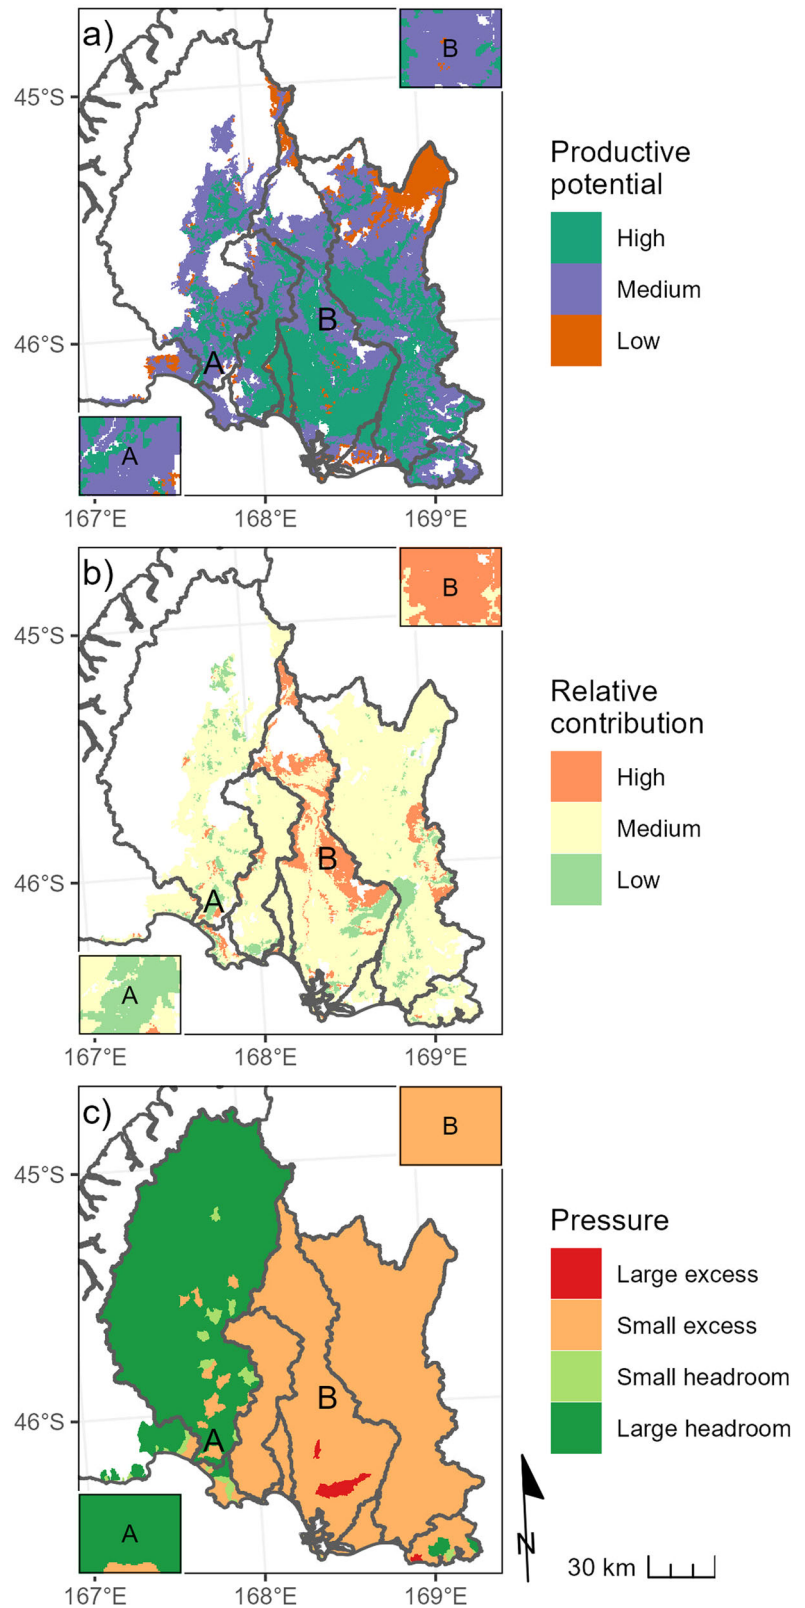 a)
B
45°S
B
46°S
A
A
167°E
168°E
169°E
Productive
potential
High
Medium
Low
b)
B
45°S
B
46°S
A
A
167°E
168°E
169°E
Relative
contribution
High
Medium
Low
c)
B
45°S
B
46°S
A
A
167°E
168°E
169°E
Pressure
Large excess
Small excess
Small headroom
Large headroom
N
30 km